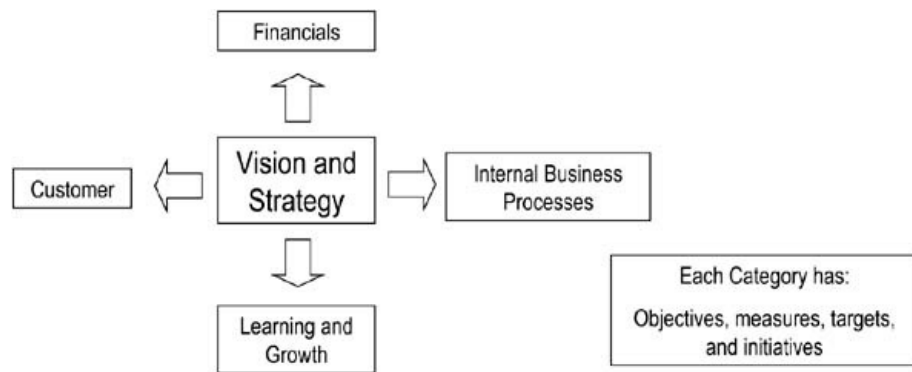 Financials
Vision and
Strategy
Customer
Internal Business
Processes
Learning and
Growth
Each Category has:
Objectives, measures, targets,
and initiatives